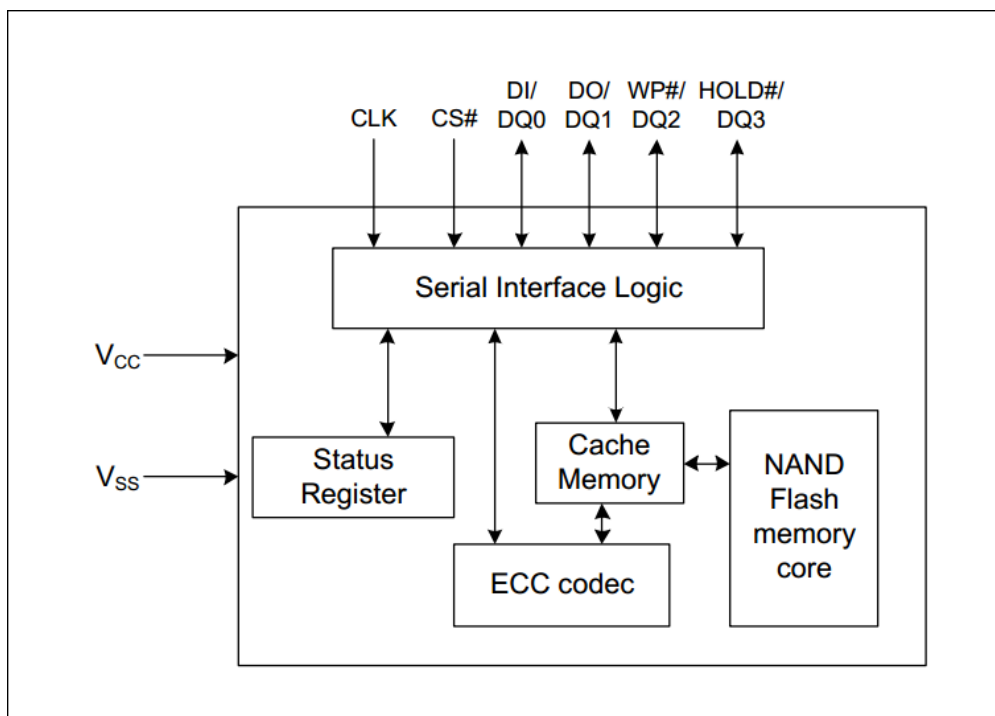 CLK
CS#
DI/
DQ0
DO/
DQ1
WP#/
DQ2
HOLD#/
DQ3
Serial Interface Logic
VCC
VSS
Status
Register
Cache
Memory
NAND
Flash
memory
core
ECC codec